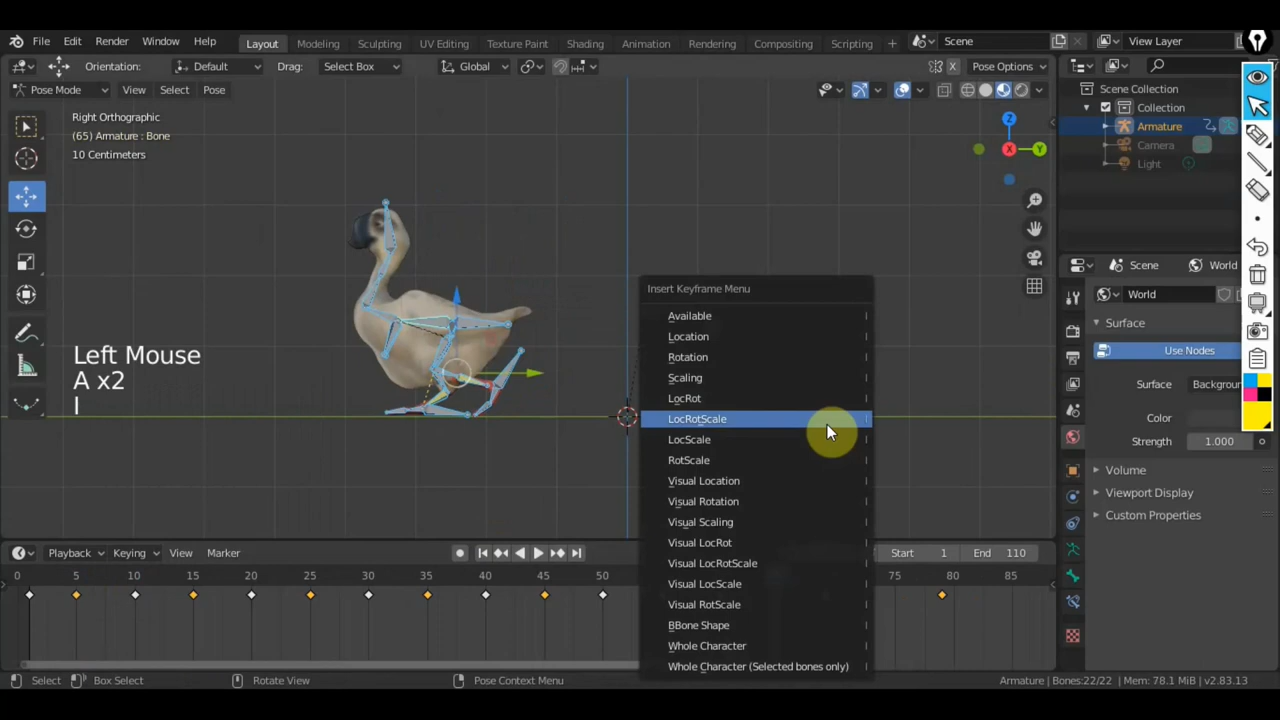 File Edit Render Window Help
Layout Modeling Sculpting UV Editing Texture Paint Shading Animation Rendering Compositing Scripting +
Scene View Layer
Orientation: Default Drag: Select Box Global X Pose Options
Pose Mode View Select Pose
Right Orthographic
(65) Armature : Bone
10 Centimeters
Z
X Y
Scene Collection
Collection
Armature
Camera
Light
Left Mouse
A x2
I
Insert Keyframe Menu
Available I
Location I
Rotation I
Scaling I
LocRot I
LocRotScale I
LocScale I
RotScale I
Visual Location I
Visual Rotation I
Visual Scaling I
Visual LocRot I
Visual LocRotScale I
Visual LocScale I
Visual RotScale I
BBone Shape I
Whole Character I
Whole Character (Selected bones only) I
Scene World
World
Surface
Use Nodes
Surface Backgroun
Color
Strength 1.000
Volume
Viewport Display
Custom Properties
Playback Keying View Marker Start 1 End 110
0 5 10 15 20 25 30 35 40 45 50 75 80 85
Select Box Select Rotate View Pose Context Menu Armature | Bones:22/22 | Mem: 78.1 MiB | v2.83.13